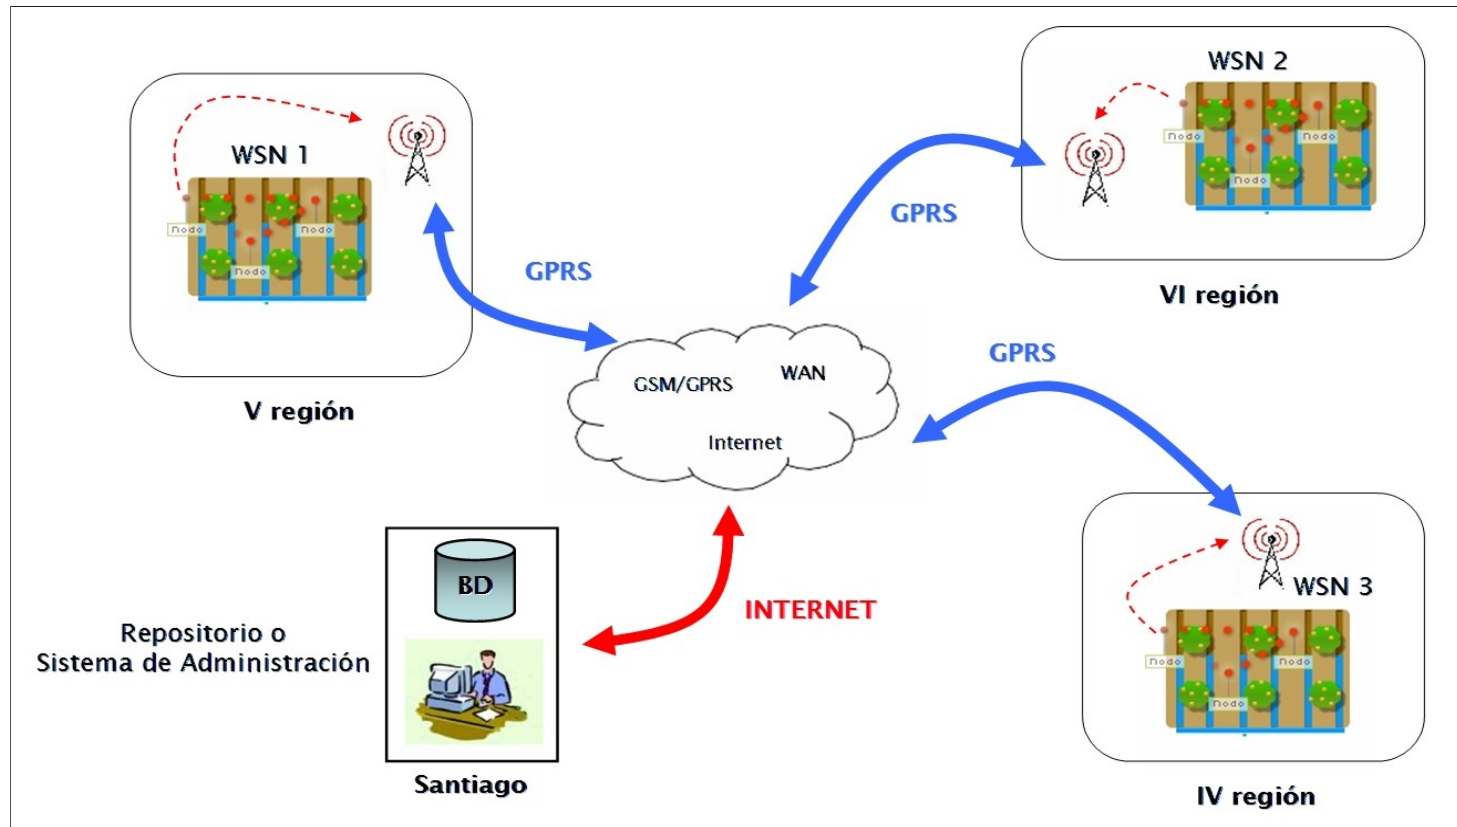 WSN 1
Nodo
Nodo
Nodo
V región
GPRS
WSN 2
Nodo
Nodo
Nodo
VI región
GPRS
GSM/GPRS
WAN
Internet
GPRS
WSN 3
Nodo
Nodo
Nodo
IV región
INTERNET
BD
Repositorio o
Sistema de Administración
Santiago